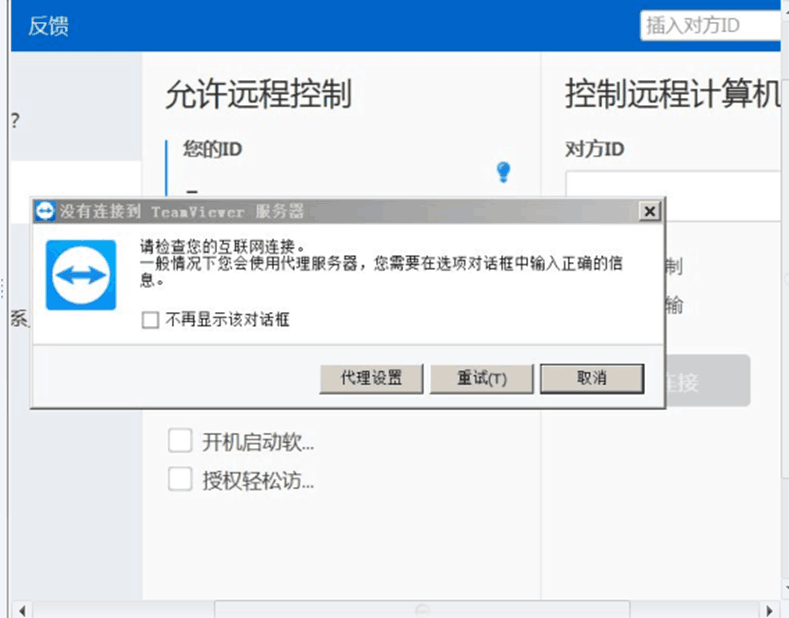 反馈
插入对方ID
?
允许远程控制
控制远程计算机
您的ID
对方ID
–
没有连接到 TeamViewer 服务器
请检查您的互联网连接。
一般情况下您会使用代理服务器，您需要在选项对话框中输入正确的信
息。
不再显示该对话框
代理设置
重试(T)
取消
制
输
系
连接
开机启动软...
授权轻松访...